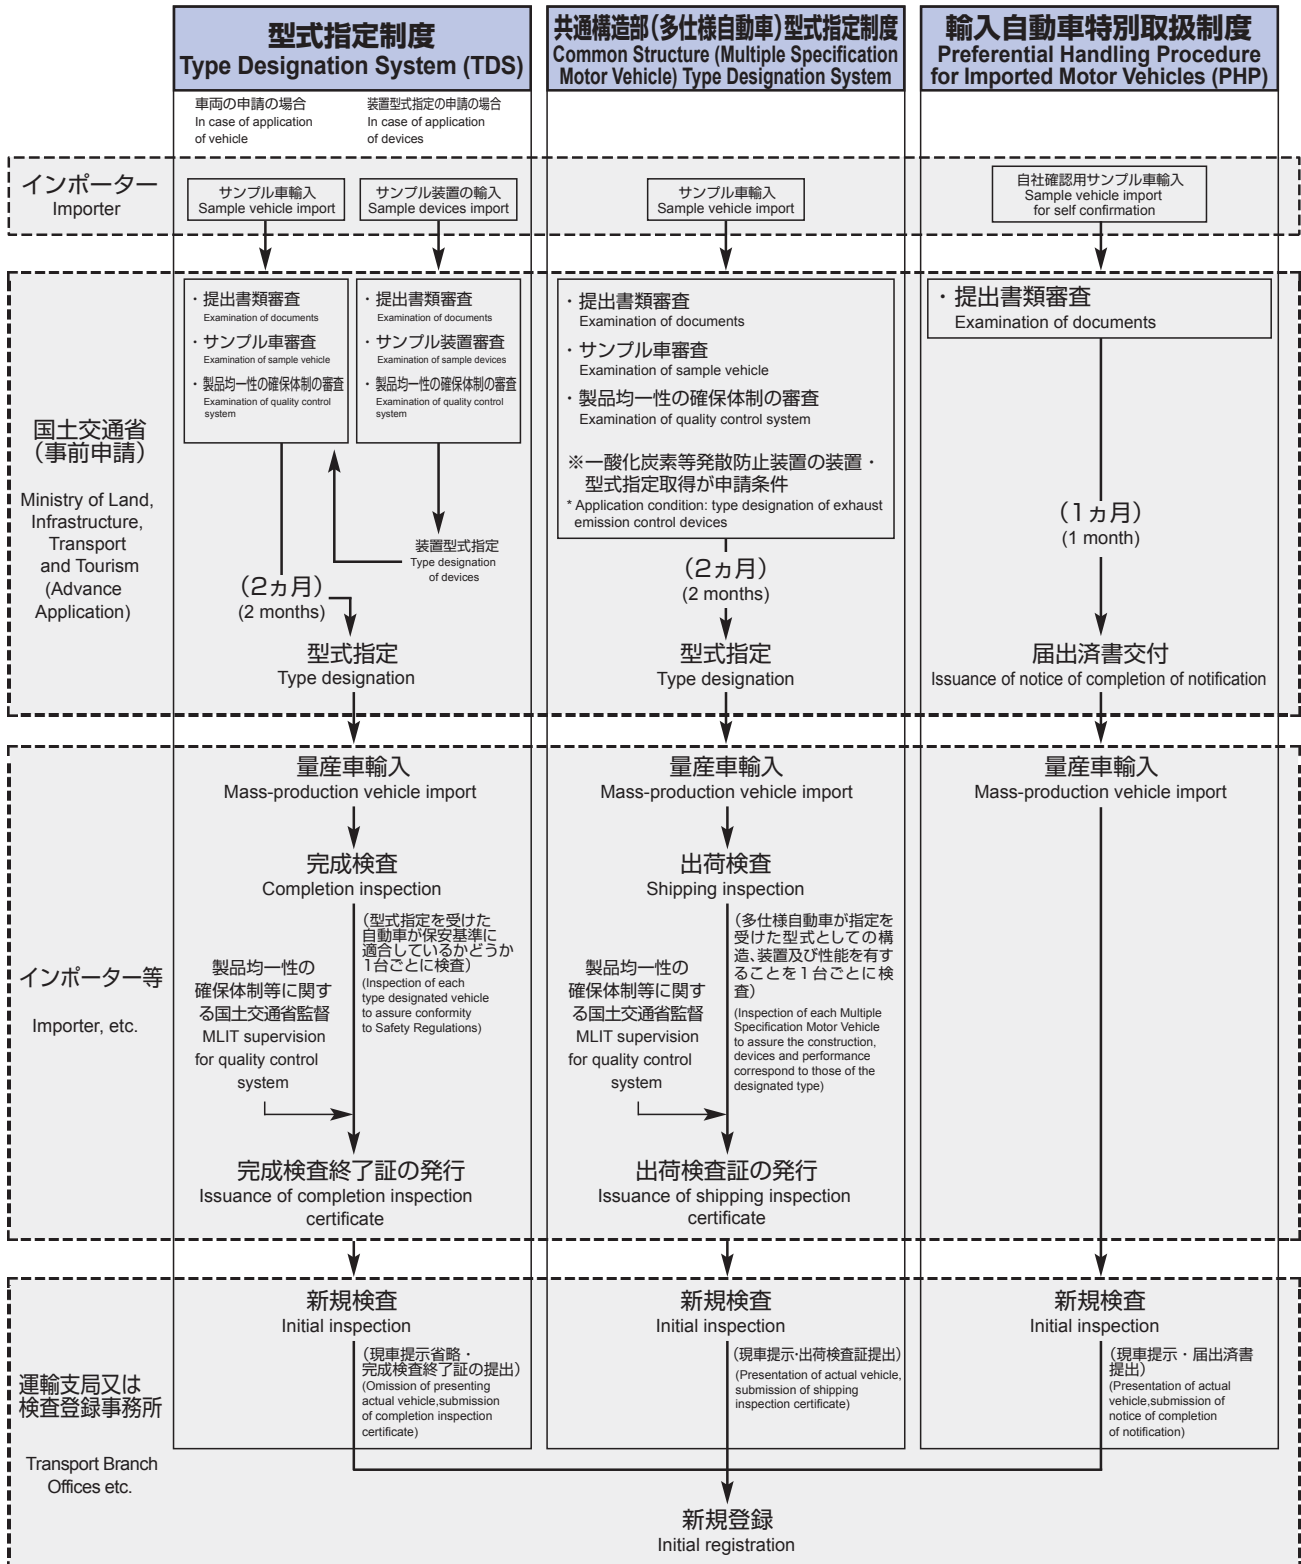 型式指定制度
Type Designation System (TDS)
共通構造部(多仕様自動車)型式指定制度
Common Structure (Multiple Specification
Motor Vehicle) Type Designation System
輸入自動車特別取扱制度
Preferential Handling Procedure
for Imported Motor Vehicles (PHP)
車両の申請の場合
In case of application
of vehicle
装置型式指定の申請の場合
In case of application
of devices
インポーター
Importer
サンプル車輸入
Sample vehicle import
サンプル装置の輸入
Sample devices import
サンプル車輸入
Sample vehicle import
自社確認用サンプル車輸入
Sample vehicle import
for self confirmation
国土交通省
(事前申請)
Ministry of Land,
Infrastructure,
Transport
and Tourism
(Advance
Application)
・提出書類審査
Examination of documents
・サンプル車審査
Examination of sample vehicle
・製品均一性の確保体制の審査
Examination of quality control
system
・提出書類審査
Examination of documents
・サンプル装置審査
Examination of sample devices
・製品均一性の確保体制の審査
Examination of quality control
system
装置型式指定
Type designation
of devices
(2ヵ月)
(2 months)
型式指定
Type designation
・提出書類審査
Examination of documents
・サンプル車審査
Examination of sample vehicle
・製品均一性の確保体制の審査
Examination of quality control system
※一酸化炭素等発散防止装置の装置・
型式指定取得が申請条件
* Application condition: type designation of exhaust
emission control devices
(2ヵ月)
(2 months)
型式指定
Type designation
・提出書類審査
Examination of documents
(1ヵ月)
(1 month)
届出済書交付
Issuance of notice of completion of notification
インポーター等
Importer, etc.
量産車輸入
Mass-production vehicle import
完成検査
Completion inspection
(型式指定を受けた
自動車が保安基準に
適合しているかどうか
1台ごとに検査)
(Inspection of each
type designated vehicle
to assure conformity
to Safety Regulations)
製品均一性の
確保体制等に関す
る国土交通省監督
MLIT supervision
for quality control
system
完成検査終了証の発行
Issuance of completion inspection
certificate
量産車輸入
Mass-production vehicle import
出荷検査
Shipping inspection
(多仕様自動車が指定を
受けた型式としての構
造、装置及び性能を有す
ることを1台ごとに検
査)
(Inspection of each Multiple
Specification Motor Vehicle
to assure the construction,
devices and performance
correspond to those of the
designated type)
製品均一性の
確保体制等に関す
る国土交通省監督
MLIT supervision
for quality control
system
出荷検査証の発行
Issuance of shipping inspection
certificate
量産車輸入
Mass-production vehicle import
運輸支局又は
検査登録事務所
Transport Branch
Offices etc.
新規検査
Initial inspection
(現車提示省略・
完成検査終了証の提出)
(Omission of presenting
actual vehicle,submission
of completion inspection
certificate)
新規検査
Initial inspection
(現車提示・出荷検査証提出)
(Presentation of actual vehicle,
submission of shipping
inspection certificate)
新規検査
Initial inspection
(現車提示・届出済書
提出)
(Presentation of actual
vehicle,submission of
notice of completion
of notification)
新規登録
Initial registration